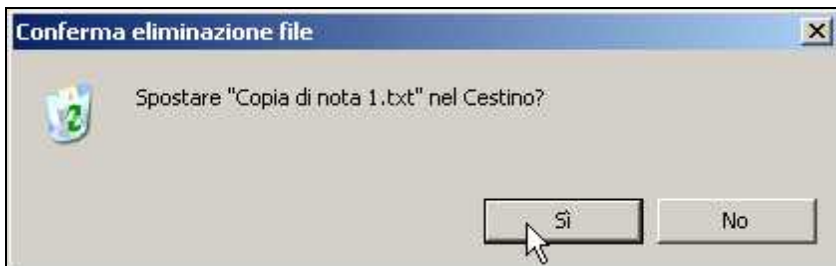 Conferma eliminazione file
Spostare "Copia di nota 1.txt" nel Cestino?
Sì No